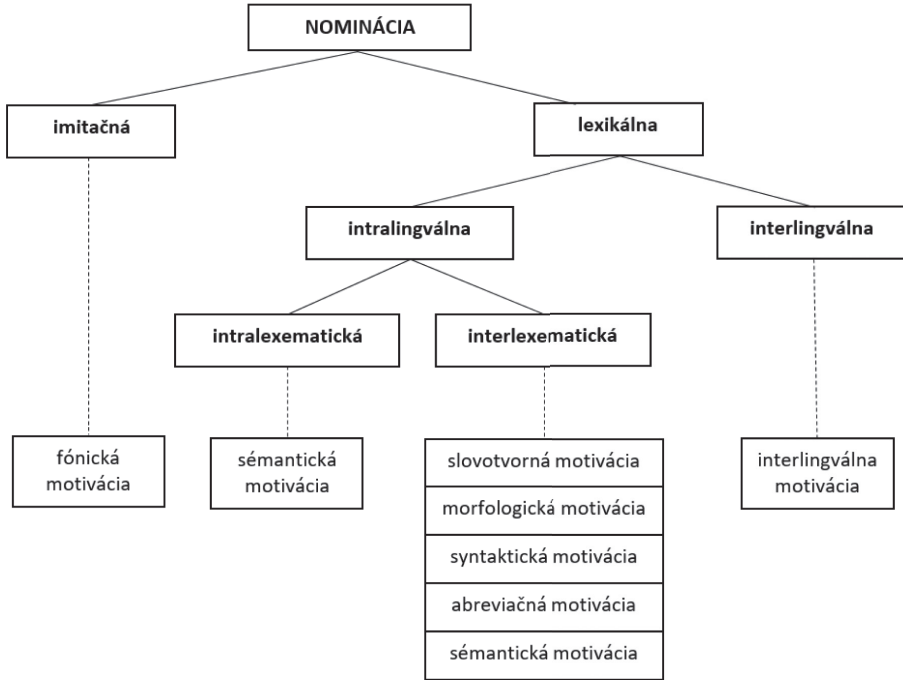 NOMINÁCIA
imitačná
lexikálna
intralingválna
interlingválna
intralexematická
interlexematická
fónická
motivácia
sémantická
motivácia
slovotvorná motivácia
morfologická motivácia
syntaktická motivácia
abreviačná motivácia
sémantická motivácia
interlingválna
motivácia